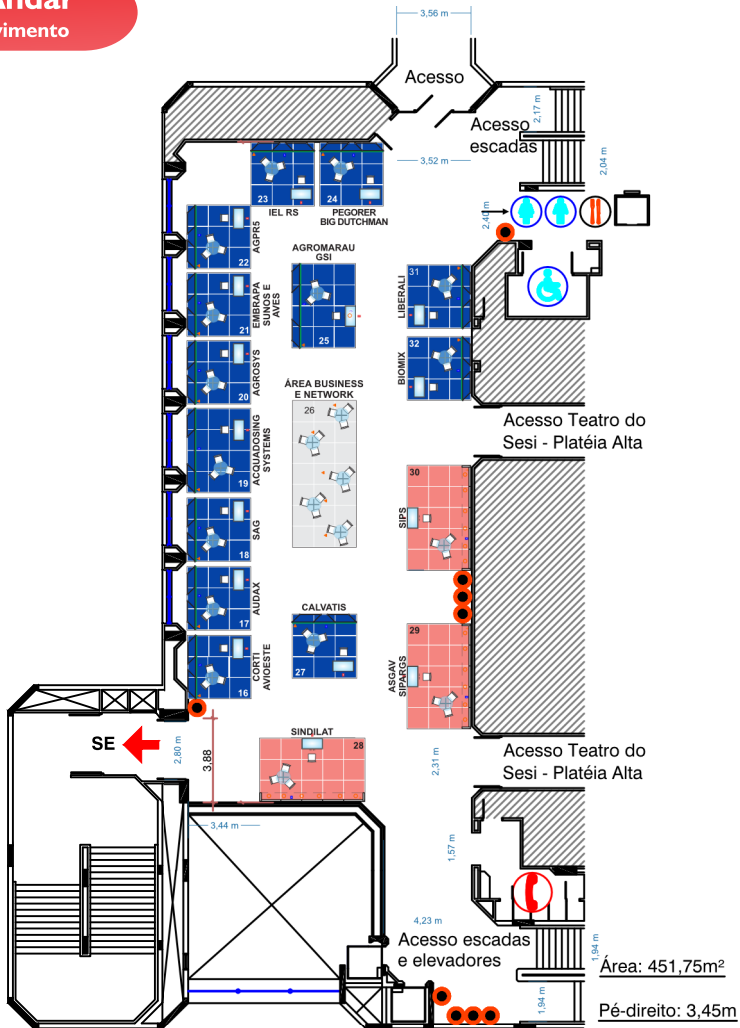 Andar
vimento
3,56 m
Acesso
Acesso
escadas
2,17 m
3,52 m
2,04 m
2,40 m
23
IEL RS
24
PEGORER
BIG DUTCHMAN
AGPR5
22
AGROMARAU
GSI
25
31
LIBERALI
EMBRAPA
SUINOS E
AVES
21
32
BIOMIX
AGROSYS
20
ÁREA BUSINESS
E NETWORK
26
Acesso Teatro do
Sesi - Platéia Alta
ACQUADOSING
SYSTEMS
19
30
SIPS
SAG
18
AUDAX
17
CALVATIS
27
29
ASGAV
SIPARGS
CORTI
AVIOESTE
16
SE
2,80 m
3,88
SINDILAT
28
2,31 m
Acesso Teatro do
Sesi - Platéia Alta
3,44 m
1,57 m
4,23 m
Acesso escadas
e elevadores
1,94 m
Área: 451,75m²
1,94 m
Pé-direito: 3,45m